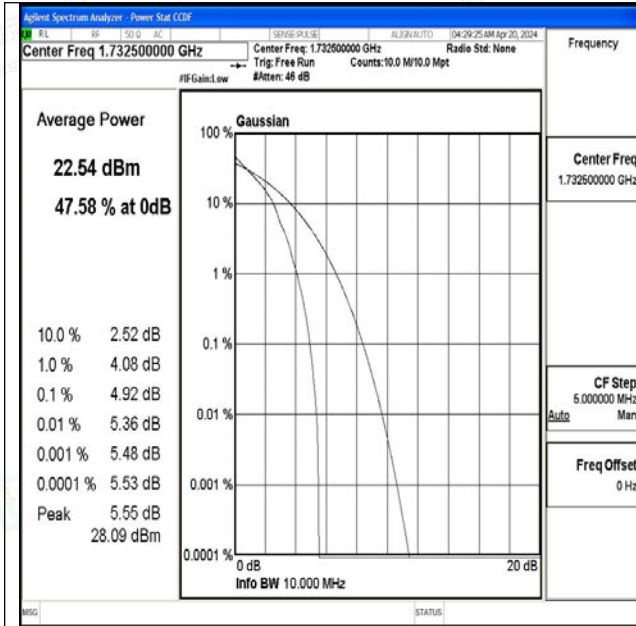 Agilent Spectrum Analyzer - Power Stat CCDF
RL RF 50 Ω AC SENSE:PULSE ALIGNAUTO 04:29:25 AM Apr 20, 2024
Center Freq 1.732500000 GHz
Center Freq: 1.732500000 GHz Radio Std: None
Trig: Free Run Counts:10.0 M/10.0 Mpt
#IFGain:Low #Atten: 46 dB
Frequency
Average Power
22.54 dBm
47.58 % at 0dB
10.0 % 2.52 dB
1.0 % 4.08 dB
0.1 % 4.92 dB
0.01 % 5.36 dB
0.001 % 5.48 dB
0.0001 % 5.53 dB
Peak 5.55 dB
28.09 dBm
Gaussian
100 %
10 %
1 %
0.1 %
0.01 %
0.001 %
0.0001 %
0 dB 20 dB
Info BW 10.000 MHz
Center Freq
1.732500000 GHz
CF Step
5.000000 MHz
Auto Man
Freq Offset
0 Hz
MSG STATUS